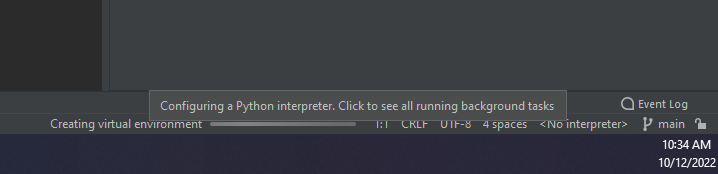 Configuring a Python interpreter. Click to see all running background tasks
Event Log
Creating virtual environment 1:1 CRLF UTF-8 4 spaces <No interpreter> main
10:34 AM
10/12/2022